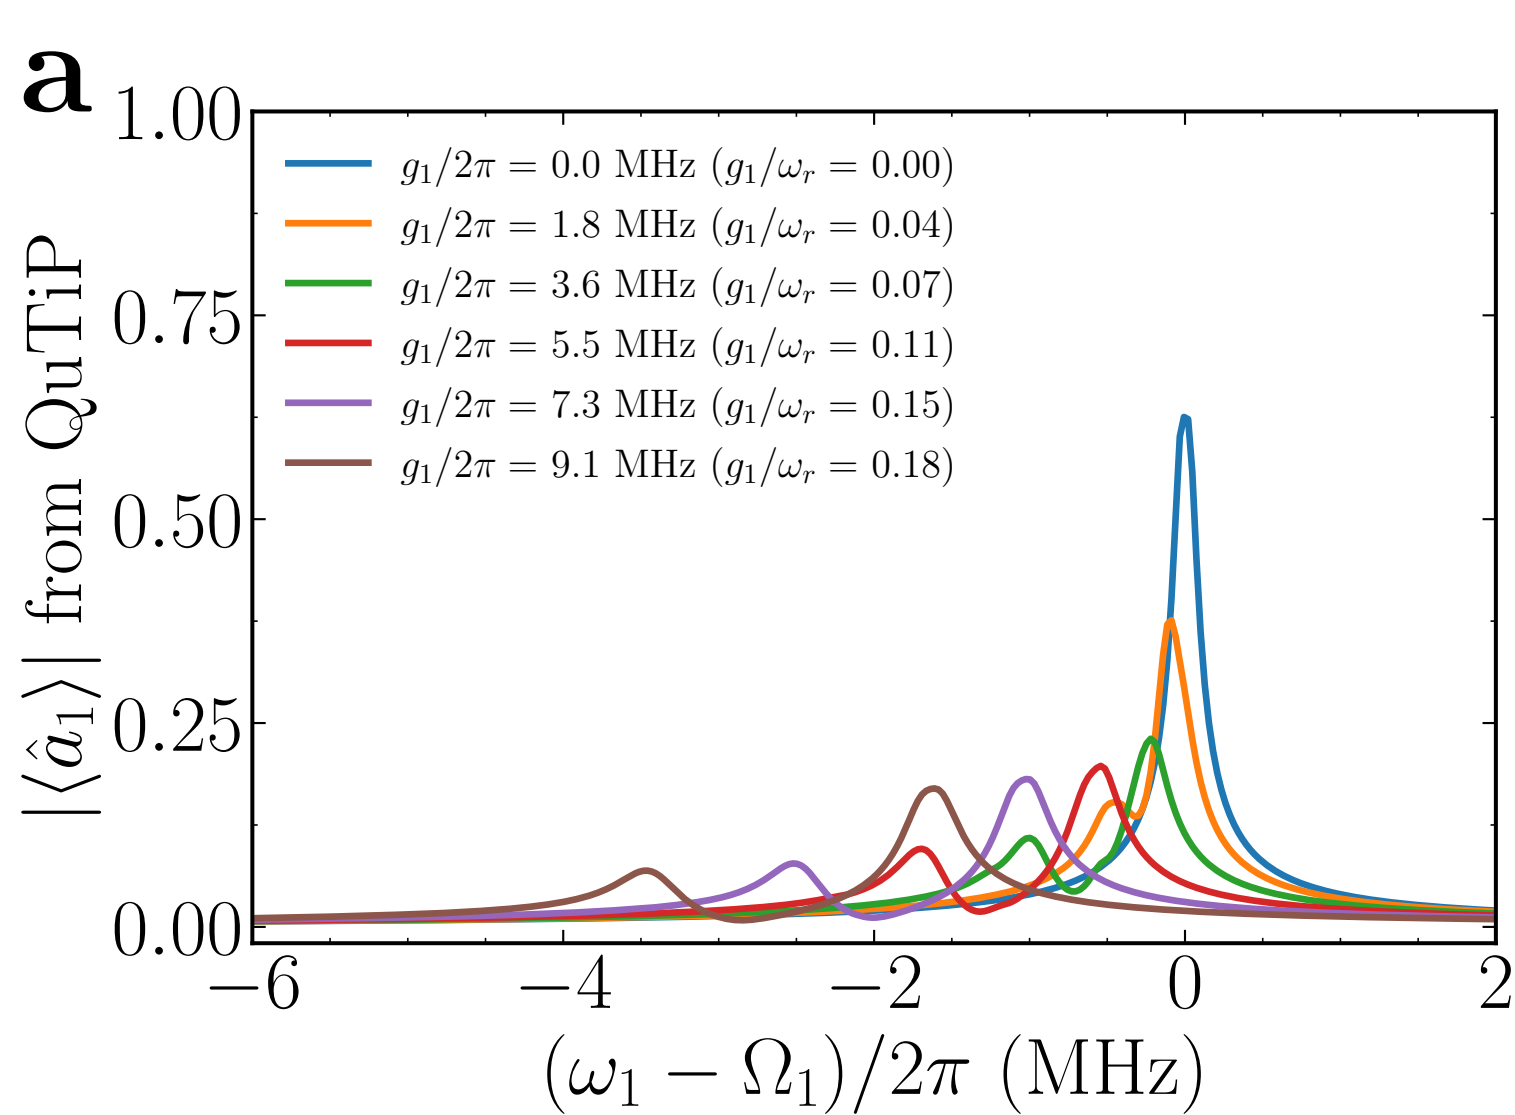 a
|⟨â₁⟩| from QuTiP
1.00
0.75
0.50
0.25
0.00
g₁/2π = 0.0 MHz (g₁/ωᵣ = 0.00)
g₁/2π = 1.8 MHz (g₁/ωᵣ = 0.04)
g₁/2π = 3.6 MHz (g₁/ωᵣ = 0.07)
g₁/2π = 5.5 MHz (g₁/ωᵣ = 0.11)
g₁/2π = 7.3 MHz (g₁/ωᵣ = 0.15)
g₁/2π = 9.1 MHz (g₁/ωᵣ = 0.18)
−6 −4 −2 0 2
(ω₁ − Ω₁)/2π (MHz)